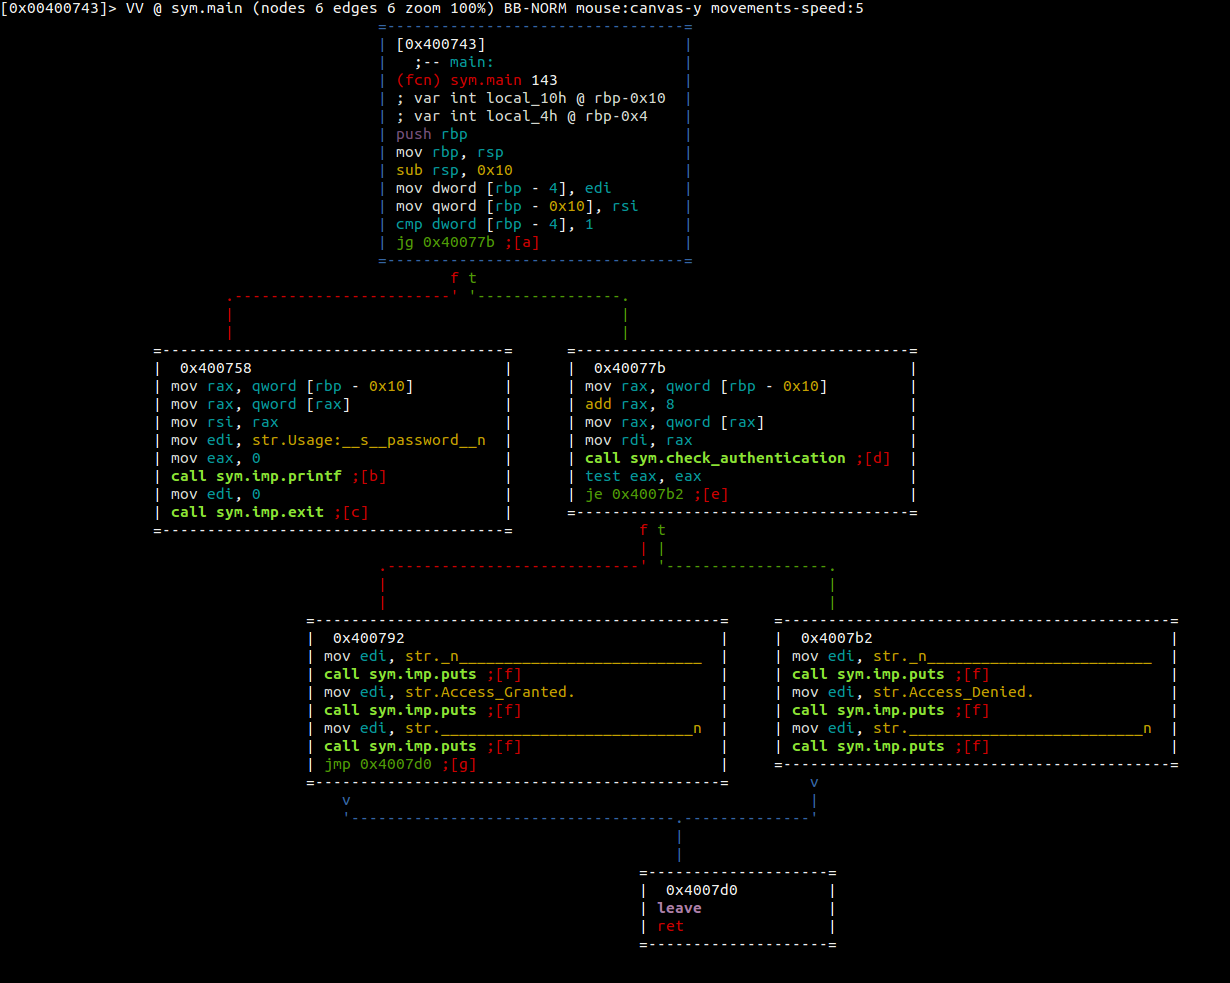 [0x00400743]> VV @ sym.main (nodes 6 edges 6 zoom 100%) BB-NORM mouse:canvas-y movements-speed:5
[0x400743]
;-- main:
(fcn) sym.main 143
; var int local_10h @ rbp-0x10
; var int local_4h @ rbp-0x4
push rbp
mov rbp, rsp
sub rsp, 0x10
mov dword [rbp - 4], edi
mov qword [rbp - 0x10], rsi
cmp dword [rbp - 4], 1
jg 0x40077b ;[a]
f t
0x400758
mov rax, qword [rbp - 0x10]
mov rax, qword [rax]
mov rsi, rax
mov edi, str.Usage:__s__password__n
mov eax, 0
call sym.imp.printf ;[b]
mov edi, 0
call sym.imp.exit ;[c]
0x40077b
mov rax, qword [rbp - 0x10]
add rax, 8
mov rax, qword [rax]
mov rdi, rax
call sym.check_authentication ;[d]
test eax, eax
je 0x4007b2 ;[e]
f t
0x400792
mov edi, str._n___________________________
call sym.imp.puts ;[f]
mov edi, str.Access_Granted.
call sym.imp.puts ;[f]
mov edi, str.____________________________n
call sym.imp.puts ;[f]
jmp 0x4007d0 ;[g]
0x4007b2
mov edi, str._n_________________________
call sym.imp.puts ;[f]
mov edi, str.Access_Denied.
call sym.imp.puts ;[f]
mov edi, str.__________________________n
call sym.imp.puts ;[f]
v
v
0x4007d0
leave
ret